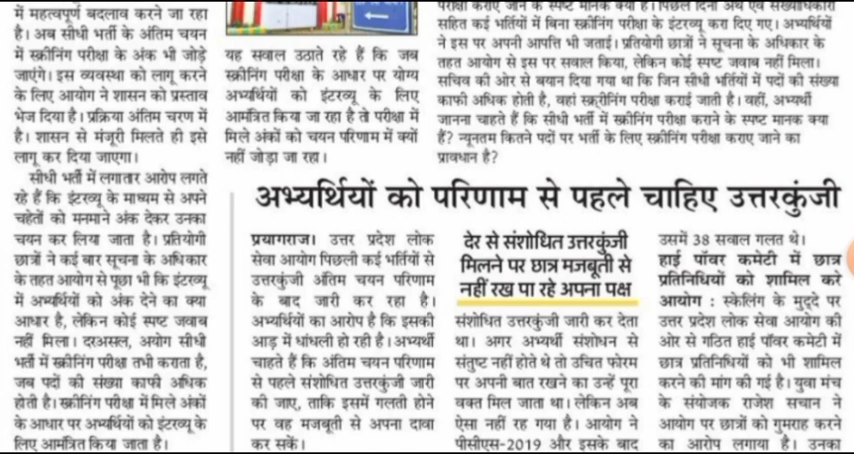 में महत्वपूर्ण बदलाव करने जा रहा
है। अब सीधी भर्ती के अंतिम चयन
में स्क्रीनिंग परीक्षा के अंक भी जोड़े
जाएंगे। इस व्यवस्था को लागू करने
के लिए आयोग ने शासन को प्रस्ताव
भेज दिया है। प्रक्रिया अंतिम चरण में
है। शासन से मंजूरी मिलते ही इसे
लागू कर दिया जाएगा।
सीधी भर्ती में लगातार आरोप लगते
रहे हैं कि इंटरव्यू के माध्यम से अपने
चहेतों को मनमाने अंक देकर उनका
चयन कर लिया जाता है। प्रतियोगी
छात्रों ने कई बार सूचना के अधिकार
के तहत आयोग से पूछा भी कि इंटरव्यू
में अभ्यर्थियों को अंक देने का क्या
आधार है, लेकिन कोई स्पष्ट जवाब
नहीं मिला। दरअसल, अयोग सीधी
भर्ती में स्क्रीनिंग परीक्षा तभी कराता है,
जब पदों की संख्या काफी अधिक
होती है। स्क्रीनिंग परीक्षा में मिले अंकों
के आधार पर अभ्यर्थियों को इंटरव्यू के
लिए आमंत्रित किया जाता है।
यह सवाल उठाते रहे हैं कि जब
स्क्रीनिंग परीक्षा के आधार पर योग्य
अभ्यर्थियों को इंटरव्यू के लिए
आमंत्रित किया जा रहा है तो परीक्षा में
मिले अंकों को चयन परिणाम में क्यों
नहीं जोड़ा जा रहा।
परीक्षा कराए जाने के स्पष्ट मानक क्या हैं। पिछले दिनों अर्थ एवं संख्याधिकारी
सहित कई भर्तियों में बिना स्क्रीनिंग परीक्षा के इंटरव्यू करा दिए गए। अभ्यर्थियों
ने इस पर अपनी आपत्ति भी जताई। प्रतियोगी छात्रों ने सूचना के अधिकार के
तहत आयोग से इस पर सवाल किया, लेकिन कोई स्पष्ट जवाब नहीं मिला।
सचिव की ओर से बयान दिया गया था कि जिन सीधी भर्तियों में पदों की संख्या
काफी अधिक होती है, वहां स्क्रीनिंग परीक्षा कराई जाती है। वहीं, अभ्यर्थी
जानना चाहते हैं कि सीधी भर्ती में स्क्रीनिंग परीक्षा कराने के स्पष्ट मानक क्या
हैं? न्यूनतम कितने पदों पर भर्ती के लिए स्क्रीनिंग परीक्षा कराए जाने का
प्रावधान है?
अभ्यर्थियों को परिणाम से पहले चाहिए उत्तरकुंजी
प्रयागराज। उत्तर प्रदेश लोक
सेवा आयोग पिछली कई भर्तियों से
उत्तरकुंजी अंतिम चयन परिणाम
के बाद जारी कर रहा है।
अभ्यर्थियों का आरोप है कि इसकी
आड़ में धांधली हो रही है। अभ्यर्थी
चाहते हैं कि अंतिम चयन परिणाम
से पहले संशोधित उत्तरकुंजी जारी
की जाए, ताकि इसमें गलती होने
पर वह मजबूती से अपना दावा
कर सकें।
देर से संशोधित उत्तरकुंजी
मिलने पर छात्र मजबूती से
नहीं रख पा रहे अपना पक्ष
संशोधित उत्तरकुंजी जारी कर देता
था। अगर अभ्यर्थी संशोधन से
संतुष्ट नहीं होते थे तो उचित फोरम
पर अपनी बात रखने का उन्हें पूरा
वक्त मिल जाता था। लेकिन अब
ऐसा नहीं रह गया है। आयोग ने
पीसीएस-2019 और इसके बाद
उसमें 38 सवाल गलत थे।
हाई पॉवर कमेटी में छात्र
प्रतिनिधियों को शामिल करे
आयोग : स्केलिंग के मुद्दे पर
उत्तर प्रदेश लोक सेवा आयोग की
ओर से गठित हाई पॉवर कमेटी में
छात्र प्रतिनिधियों को भी शामिल
करने की मांग की गई है। युवा मंच
के संयोजक राजेश सचान ने
आयोग पर छात्रों को गुमराह करने
का आरोप लगाया है। उनका